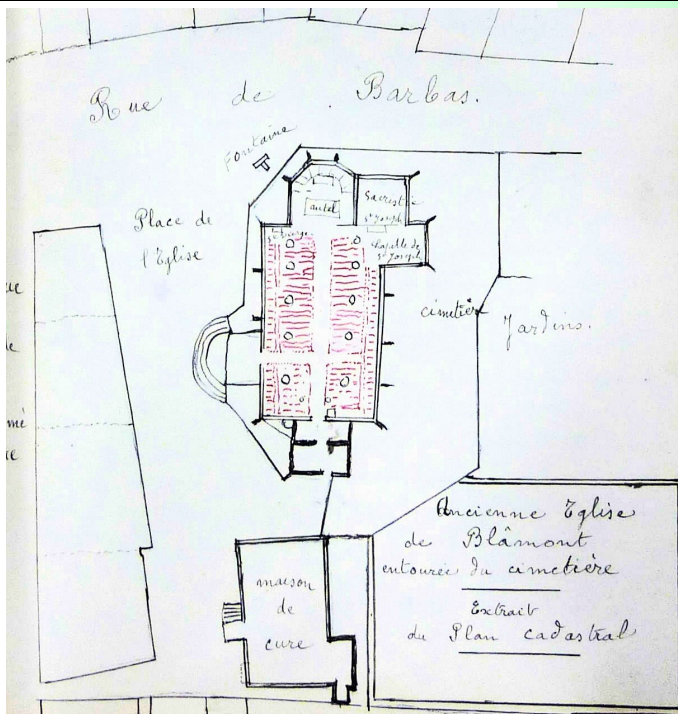 Rue de Barbas.
Fontaine
Place de
l'Eglise
autel
Sacristie
St Joseph
Chapelle de
St Joseph
cimetière
Jardins.
Ancienne Eglise
de Blâmont
entourée du cimetière
Extrait
du Plan cadastral
maison
de
cure